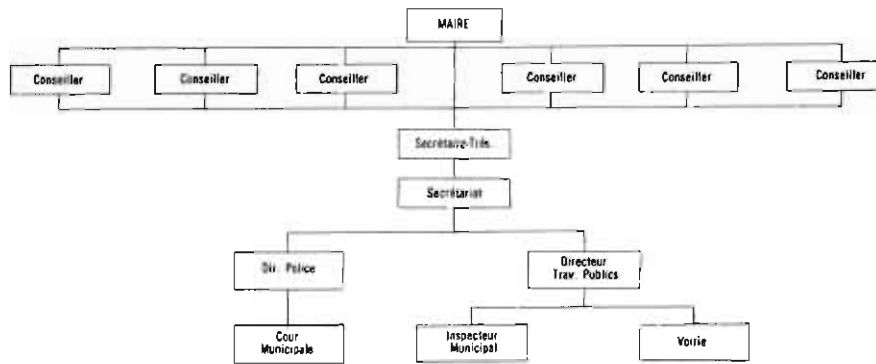 MAIRE
Conseiller
Conseiller
Conseiller
Conseiller
Conseiller
Conseiller
Secrétaire-Trés.
Secrétariat
Dir. Police
Directeur
Trav. Publics
Cour
Municipale
Inspecteur
Municipal
Voirie